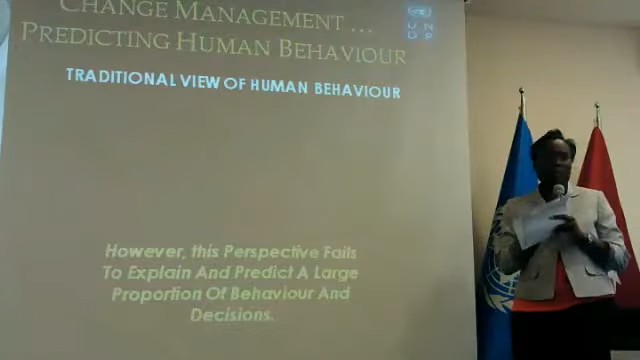 CHANGE MANAGEMENT ...
PREDICTING HUMAN BEHAVIOUR
TRADITIONAL VIEW OF HUMAN BEHAVIOUR
However, this Perspective Fails
To Explain And Predict A Large
Proportion Of Behaviour And
Decisions.
U N
D P